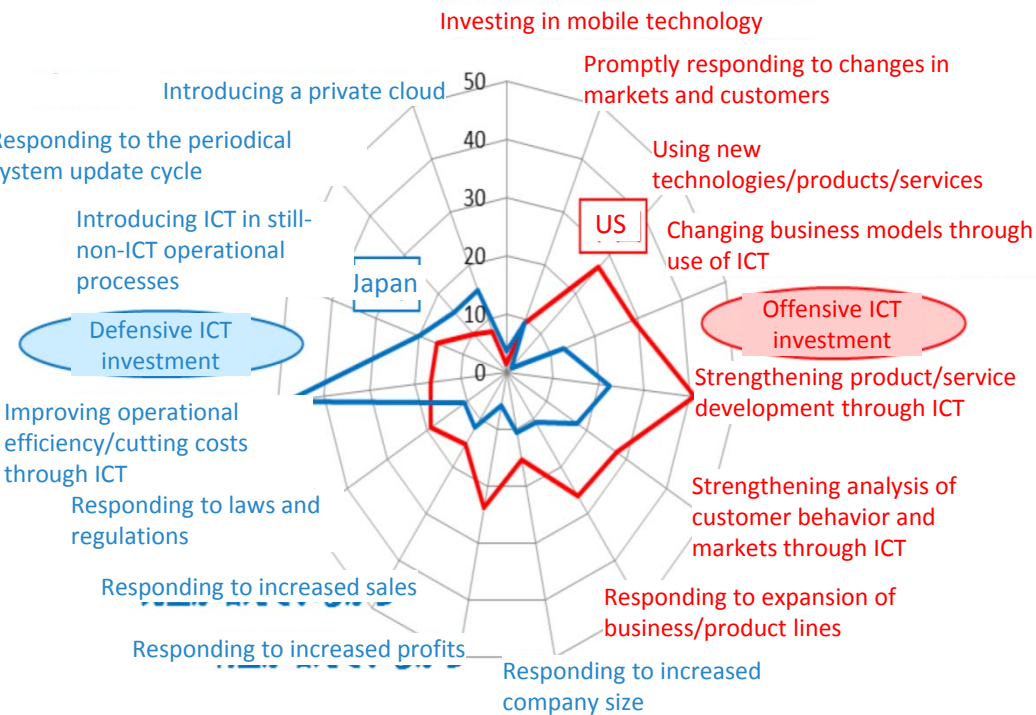 Investing in mobile technology
Promptly responding to changes in
markets and customers
Introducing a private cloud
50
Responding to the periodical
system update cycle
40
Using new
technologies/products/services
30
Introducing ICT in still-
non-ICT operational
processes
US
Changing business models through
use of ICT
20
Japan
10
Defensive ICT
investment
Offensive ICT
investment
0
Strengthening product/service
development through ICT
Improving operational
efficiency/cutting costs
through ICT
Strengthening analysis of
customer behavior and
markets through ICT
Responding to laws and
regulations
Responding to increased sales
Responding to expansion of
business/product lines
Responding to increased profits
Responding to increased
company size